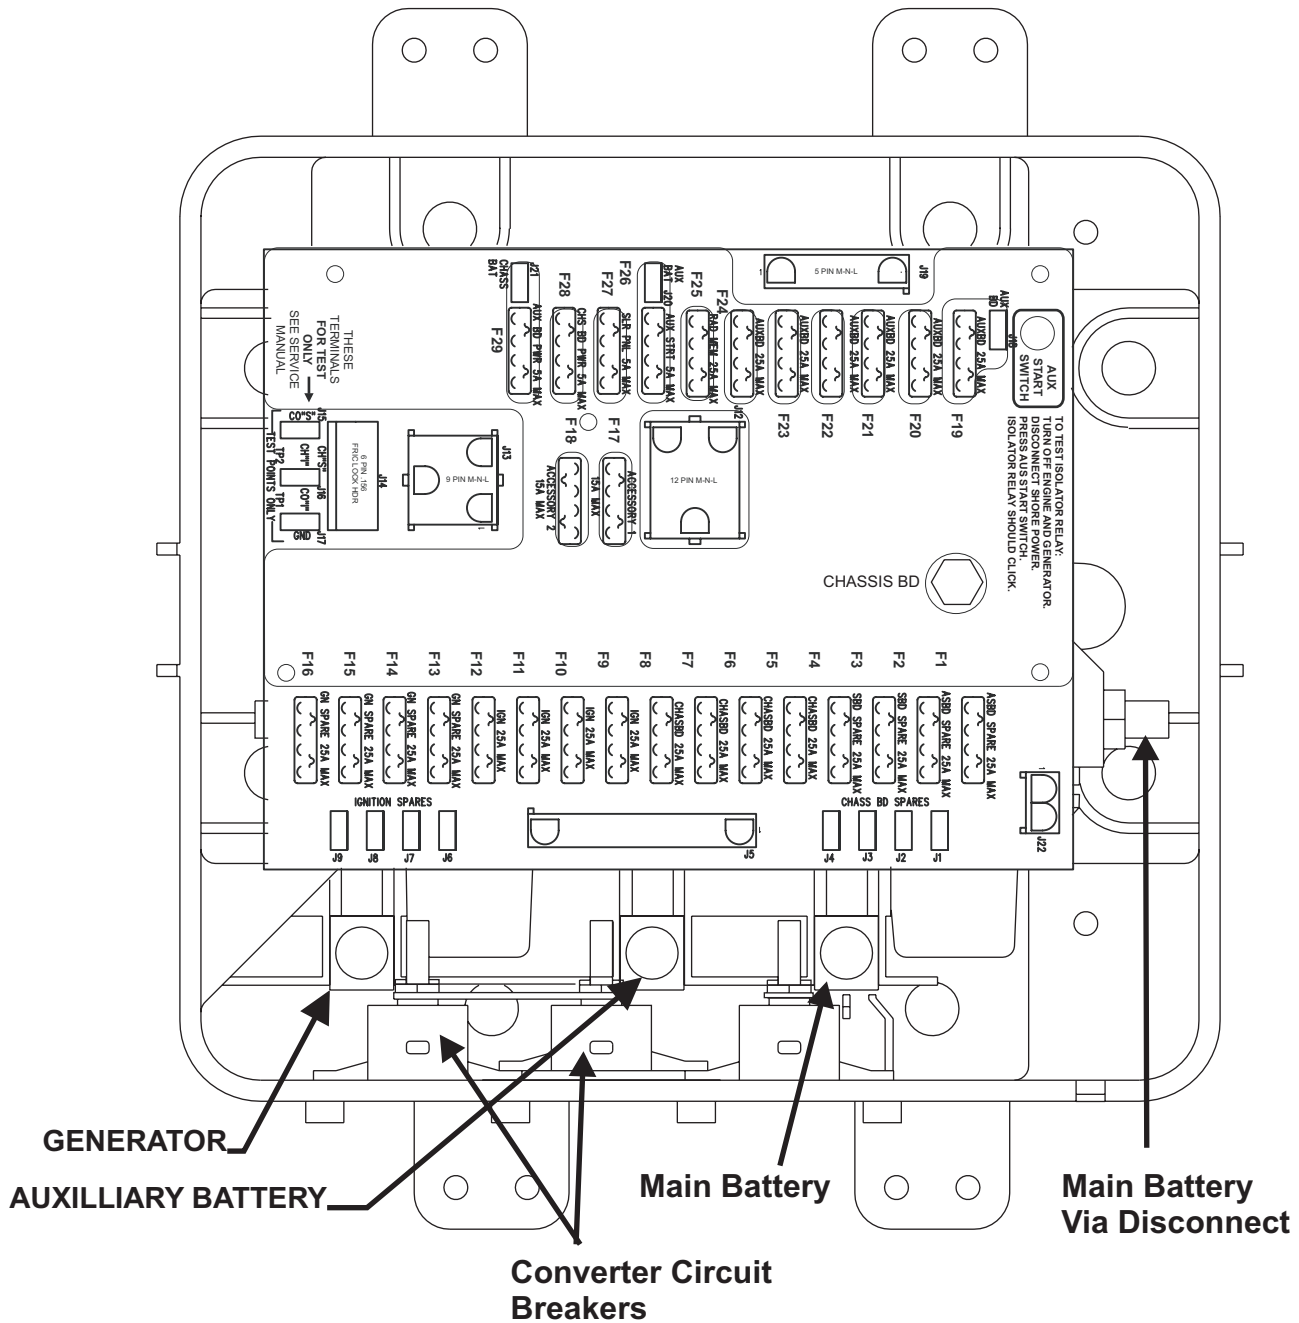 J21
CHASS
BAT
F28
F27
F26
AUX
BAT
J20
F25
F24
1
5 PIN M-N-L
J19
AUX
BD
J18
AUX
START
SWITCH
F29
AUX BD PWR 5A MAX
CHS BD PWR 5A MAX
SLR PNL 5A MAX
AUX STRT 5A MAX
RAD MEM 25A MAX
AUXBD 25A MAX
AUXBD 25A MAX
AUXBD 25A MAX
AUXBD 25A MAX
AUXBD 25A MAX
AUXBD 25A MAX
THESE
TERMINALS
FOR TEST
ONLY
SEE SERVICE
MANUAL
F18
F17
F23
F22
F21
F20
F19
TO TEST ISOLATOR RELAY:
TURN OFF ENGINE AND GENERATOR.
DISCONNECT SHORE POWER.
PRESS AUS START SWITCH.
ISOLATOR RELAY SHOULD CLICK.
CO"S"
J15
CH"S"
CH"I"
J16
CO"I"
J17
GND
TP2
TP1
TEST POINTS ONLY
6 PIN .156
FRIC LOCK HDR
J14
9 PIN M-N-L
J13
1
ACCESSORY 2
15A MAX
ACCESSORY 1
15A MAX
12 PIN M-N-L
J12
CHASSIS BD
F16
F15
F14
F13
F12
F11
F10
F9
F8
F7
F6
F5
F4
F3
F2
F1
GN SPARE 25A MAX
GN SPARE 25A MAX
GN SPARE 25A MAX
GN SPARE 25A MAX
IGN 25A MAX
IGN 25A MAX
IGN 25A MAX
IGN 25A MAX
CHASBD 25A MAX
CHASBD 25A MAX
CHASBD 25A MAX
CHASBD 25A MAX
SBD SPARE 25A MAX
SBD SPARE 25A MAX
ASBD SPARE 25A MAX
ASBD SPARE 25A MAX
IGNITION SPARES
CHASS BD SPARES
J9
J8
J7
J6
1
J5
J4
J3
J2
J1
1
J22
GENERATOR
AUXILLIARY BATTERY
Main Battery
Main Battery
Via Disconnect
Converter Circuit
Breakers